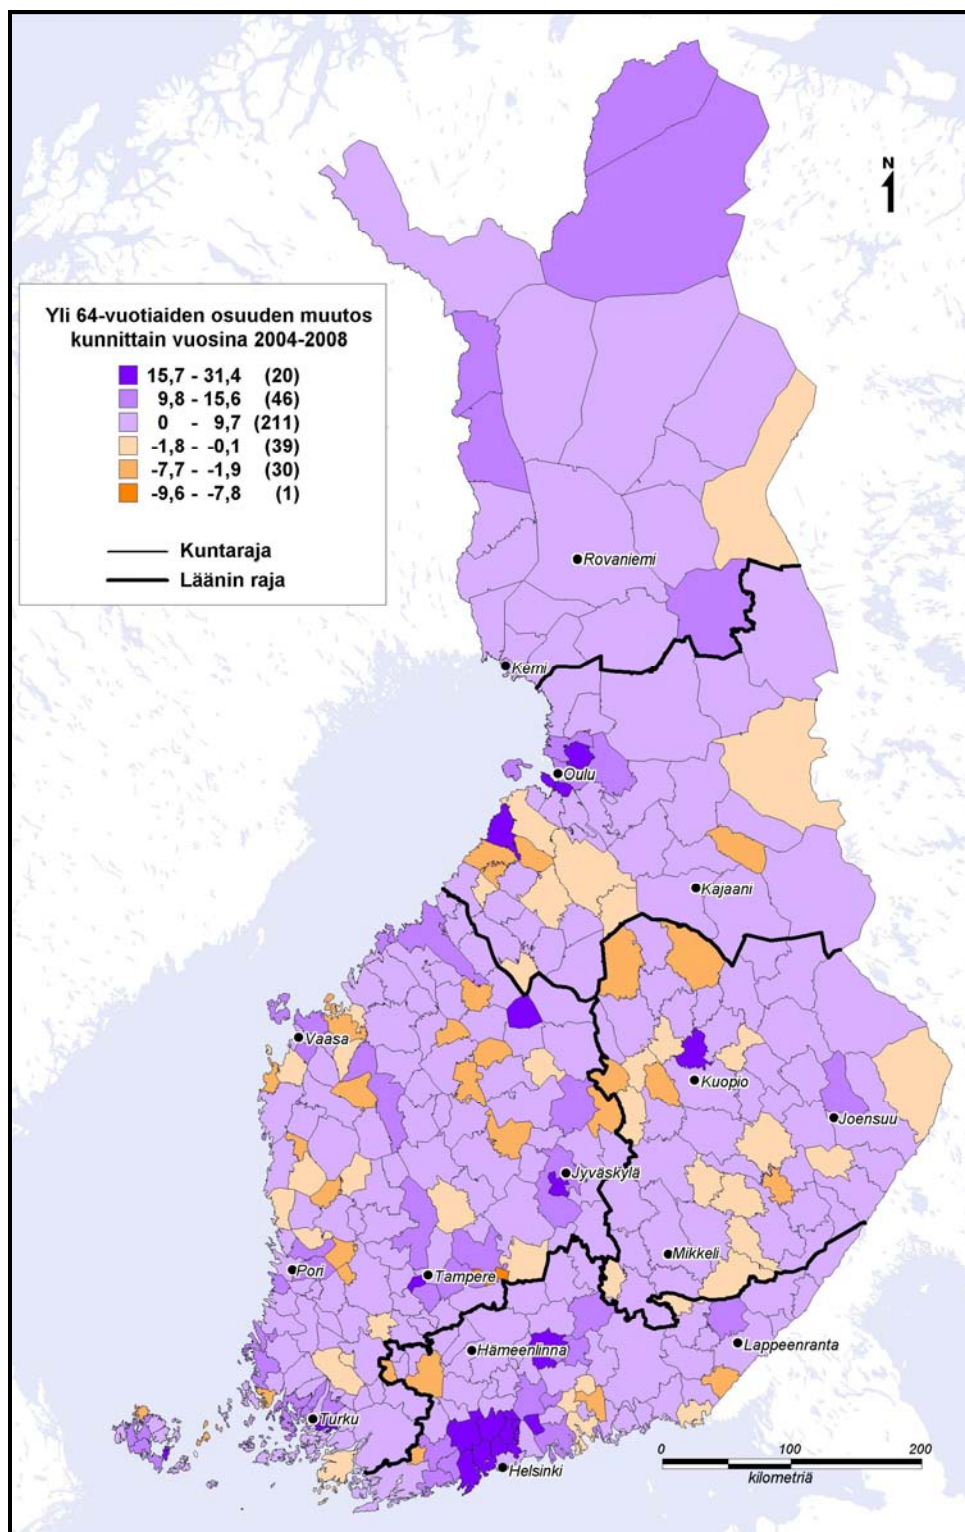 N
Yli 64-vuotiaiden osuuden muutos
kunnittain vuosina 2004-2008
15,7 - 31,4 (20)
9,8 - 15,6 (46)
0 - 9,7 (211)
-1,8 - -0,1 (39)
-7,7 - -1,9 (30)
-9,6 - -7,8 (1)
Kuntaraja
Läänin raja
Rovaniemi
Kemi
Oulu
Kajaani
Vaasa
Kuopio
Joensuu
Jyväskylä
Mikkeli
Pori
Tampere
Lappeenranta
Hämeenlinna
Turku
Helsinki
0 100 200
kilometriä